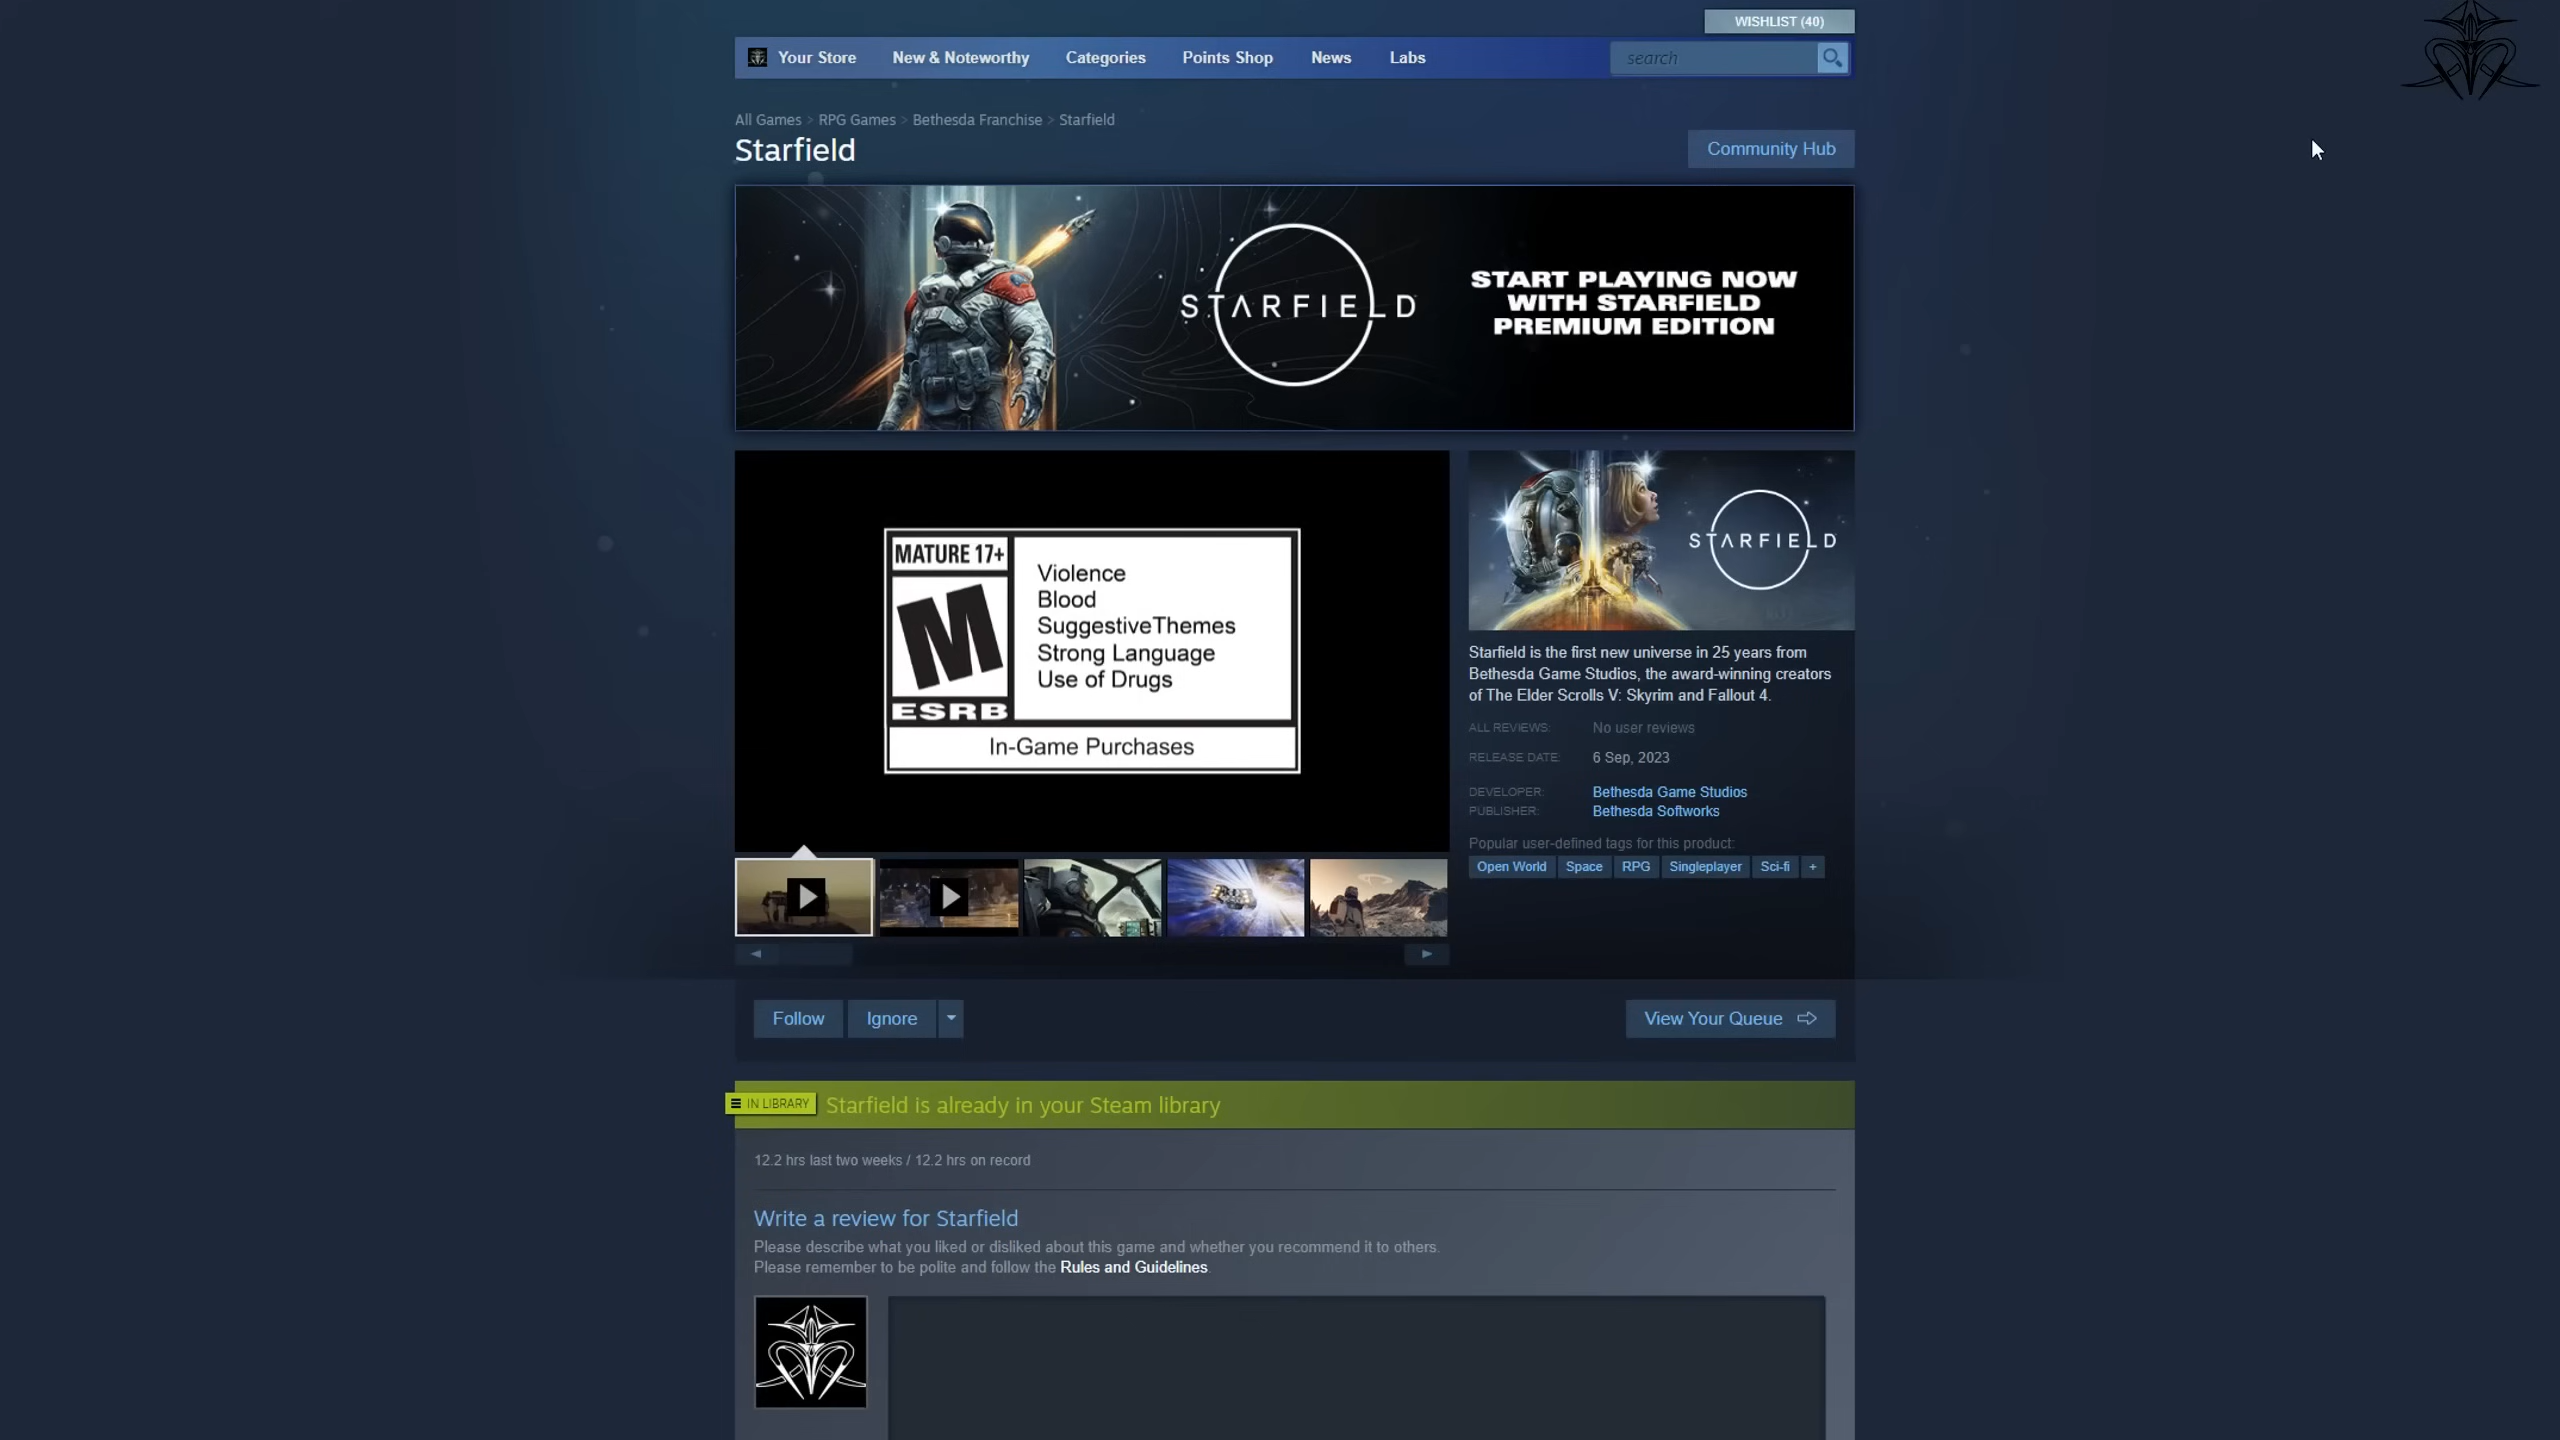 WISHLIST (40)
Your Store New & Noteworthy Categories Points Shop News Labs search
All Games > RPG Games > Bethesda Franchise > Starfield
Starfield
Community Hub
STARFIELD
START PLAYING NOW
WITH STARFIELD
PREMIUM EDITION
MATURE 17+
M
ESRB
Violence
Blood
SuggestiveThemes
Strong Language
Use of Drugs
In-Game Purchases
STARFIELD
Starfield is the first new universe in 25 years from
Bethesda Game Studios, the award-winning creators
of The Elder Scrolls V: Skyrim and Fallout 4.
ALL REVIEWS: No user reviews
RELEASE DATE: 6 Sep, 2023
DEVELOPER: Bethesda Game Studios
PUBLISHER: Bethesda Softworks
Popular user-defined tags for this product:
Open World Space RPG Singleplayer Sci-fi +
Follow Ignore View Your Queue
IN LIBRARY Starfield is already in your Steam library
12.2 hrs last two weeks / 12.2 hrs on record
Write a review for Starfield
Please describe what you liked or disliked about this game and whether you recommend it to others.
Please remember to be polite and follow the Rules and Guidelines.